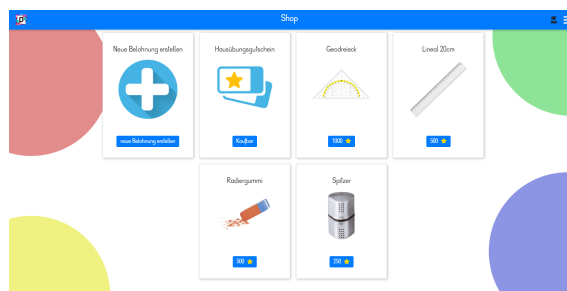 Shop
Neue Belohnung erstellen
Hausübungsgutschein
Geodreieck
Lineal 20cm
neue Belohnung erstellen
Kaufbar
1000
500
Radiergummi
Spitzer
500
250